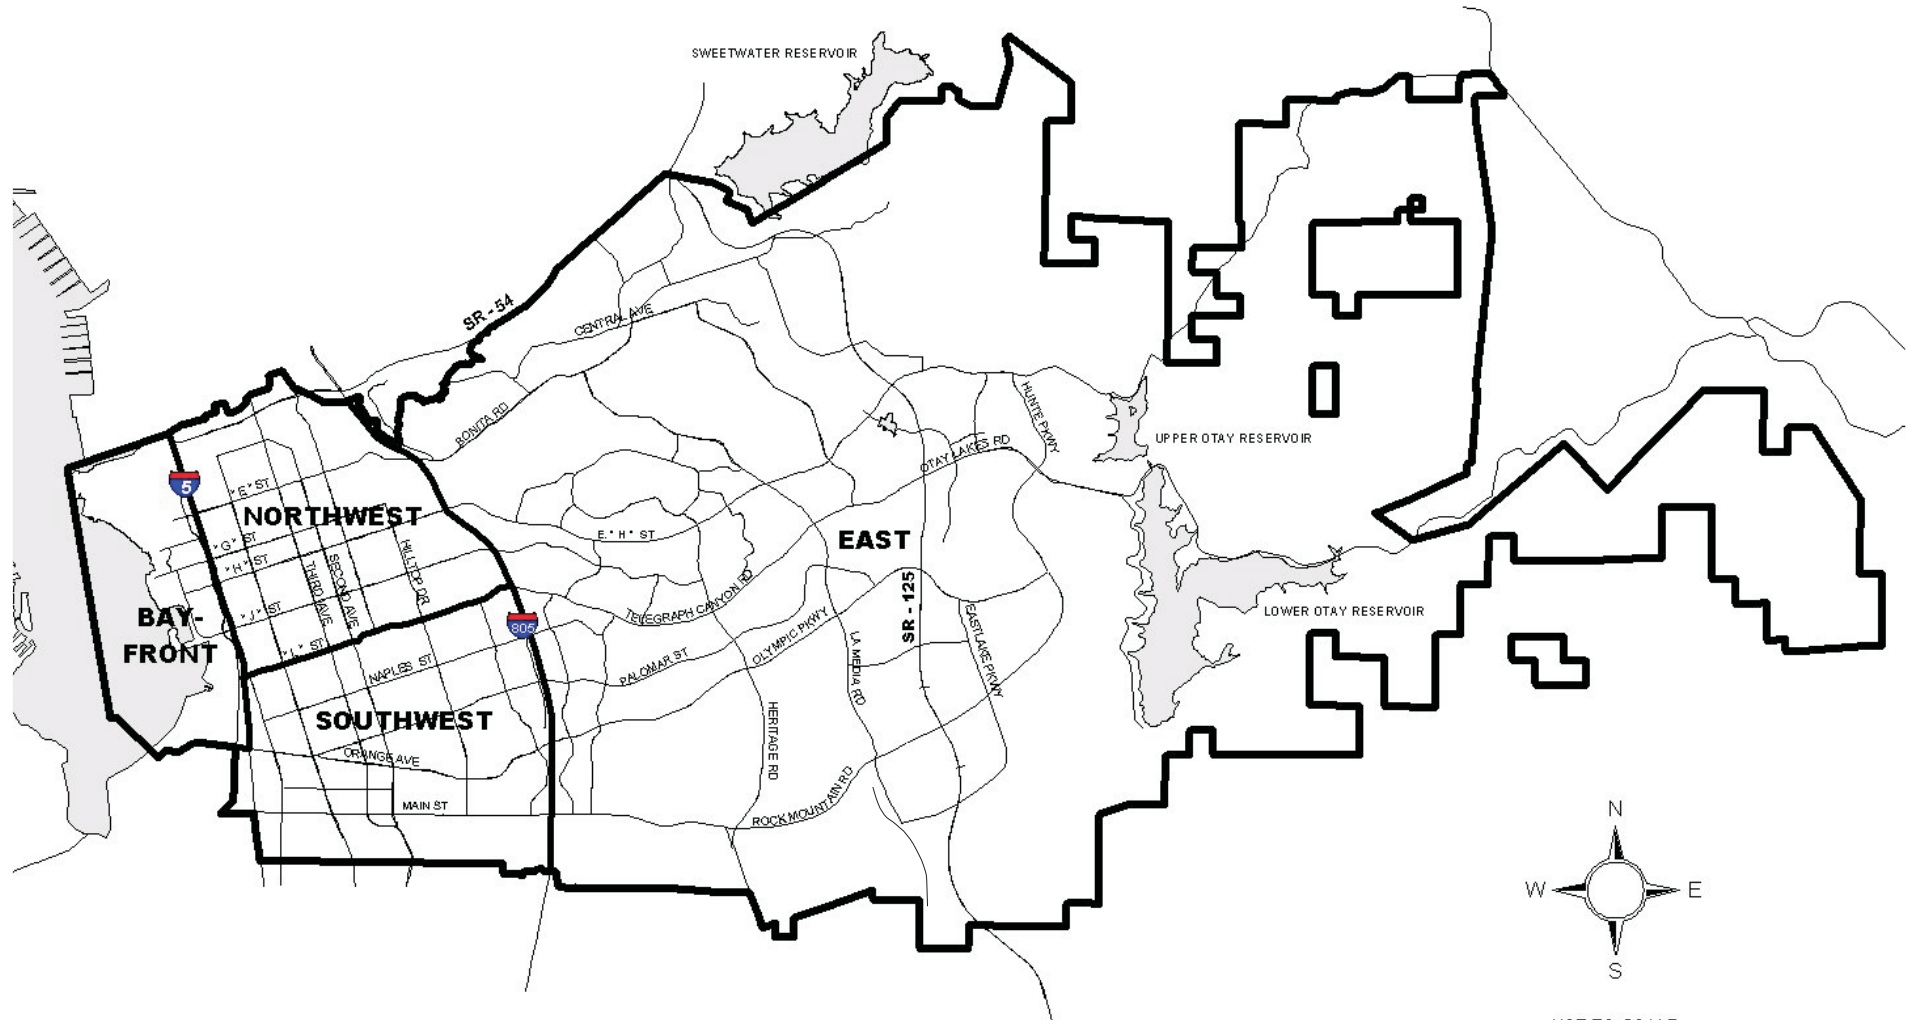 SWEETWATER RESERVOIR
SR - 54
CENTRAL AVE
BONITA RD
HUNTE PKWY
OTAY LAKES RD
UPPER OTAY RESERVOIR
5
"E" ST
NORTHWEST
"G" ST
"H" ST
E. "H" ST
EAST
HILLTOP DR
SECOND AVE
THIRD AVE
SR - 125
BAY-
FRONT
"J" ST
"L" ST
805
TELEGRAPH CANYON RD
OLYMPIC PKWY
LOWER OTAY RESERVOIR
NAPLES ST
PALOMAR ST
LA MEDIA RD
EASTLAKE PKWY
SOUTHWEST
HERITAGE RD
ORANGE AVE
MAIN ST
ROCK MOUNTAIN RD
N
W
E
S